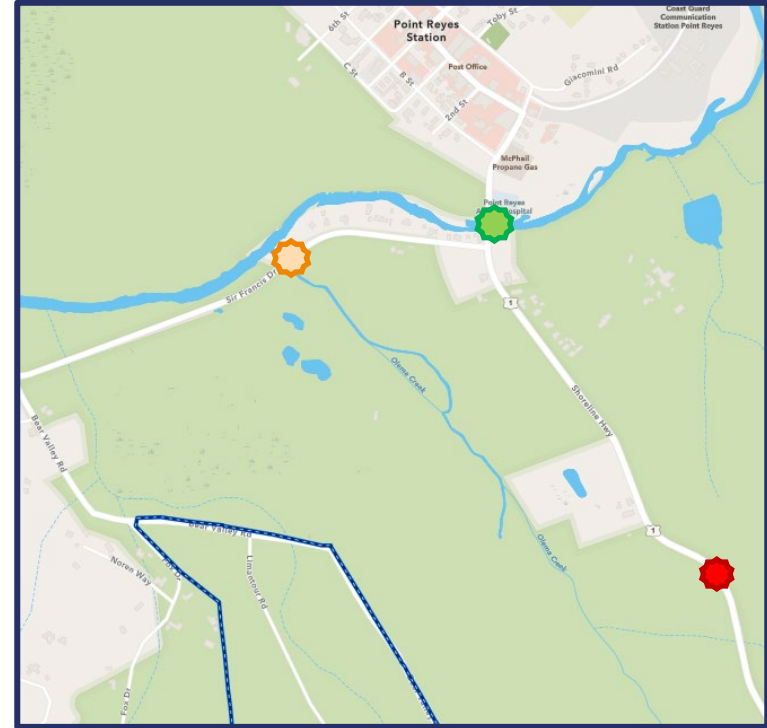 Coast Guard
Communication
Station Point Reyes
Toby St
6th St
Point Reyes
Station
C St
B St
Post Office
Giacomini Rd
2nd St
McPhail
Propane Gas
Point Reyes
Sir Francis Dr
1
Olema Creek
Shoreline Hwy
Bear Valley Rd
1
Bear Valley Rd
Olema Creek
Noren Way
Fox Dr
Limantour Rd
Fox Dr